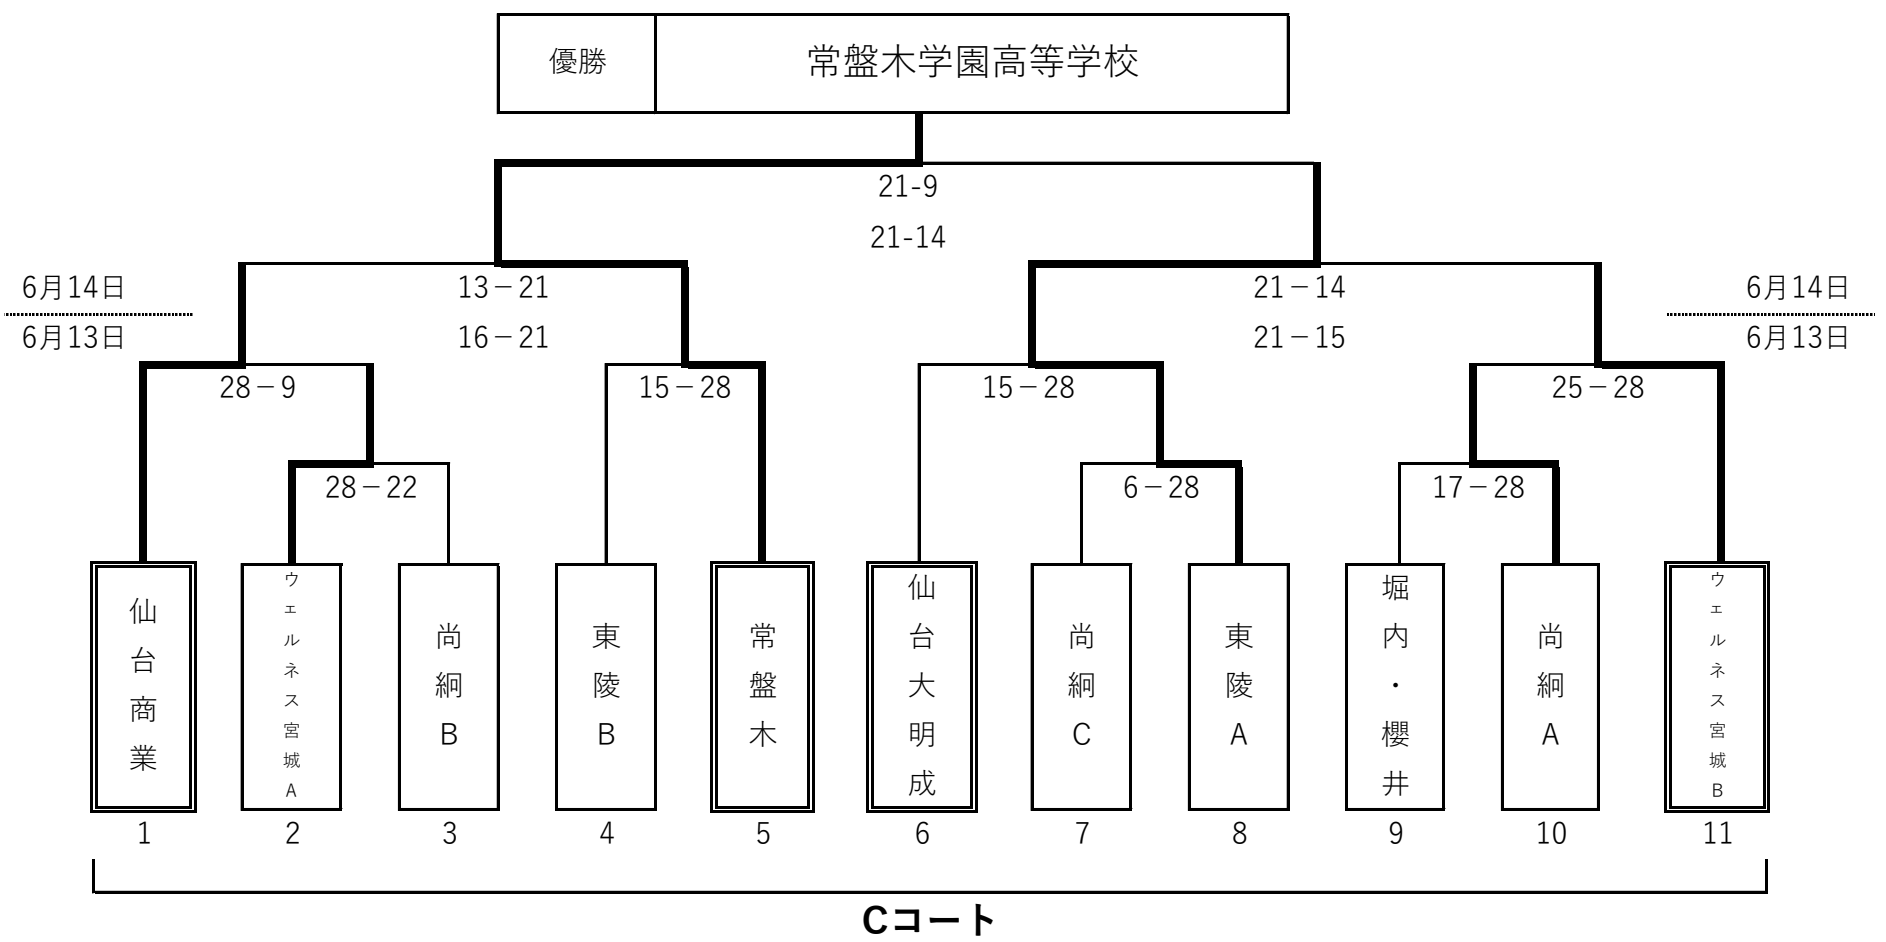 優勝 常盤木学園高等学校
21-9
21-14
6月14日 13－21 21－14 6月14日
6月13日 16－21 21－15 6月13日
28－9 15－28 15－28 25－28
28－22 6－28 17－28
仙台商業
ウェルネス宮城A
尚絅B
東陵B
常盤木
仙台大明成
尚絅C
東陵A
堀内・櫻井
尚絅A
ウェルネス宮城B
1 2 3 4 5 6 7 8 9 10 11
Cコート